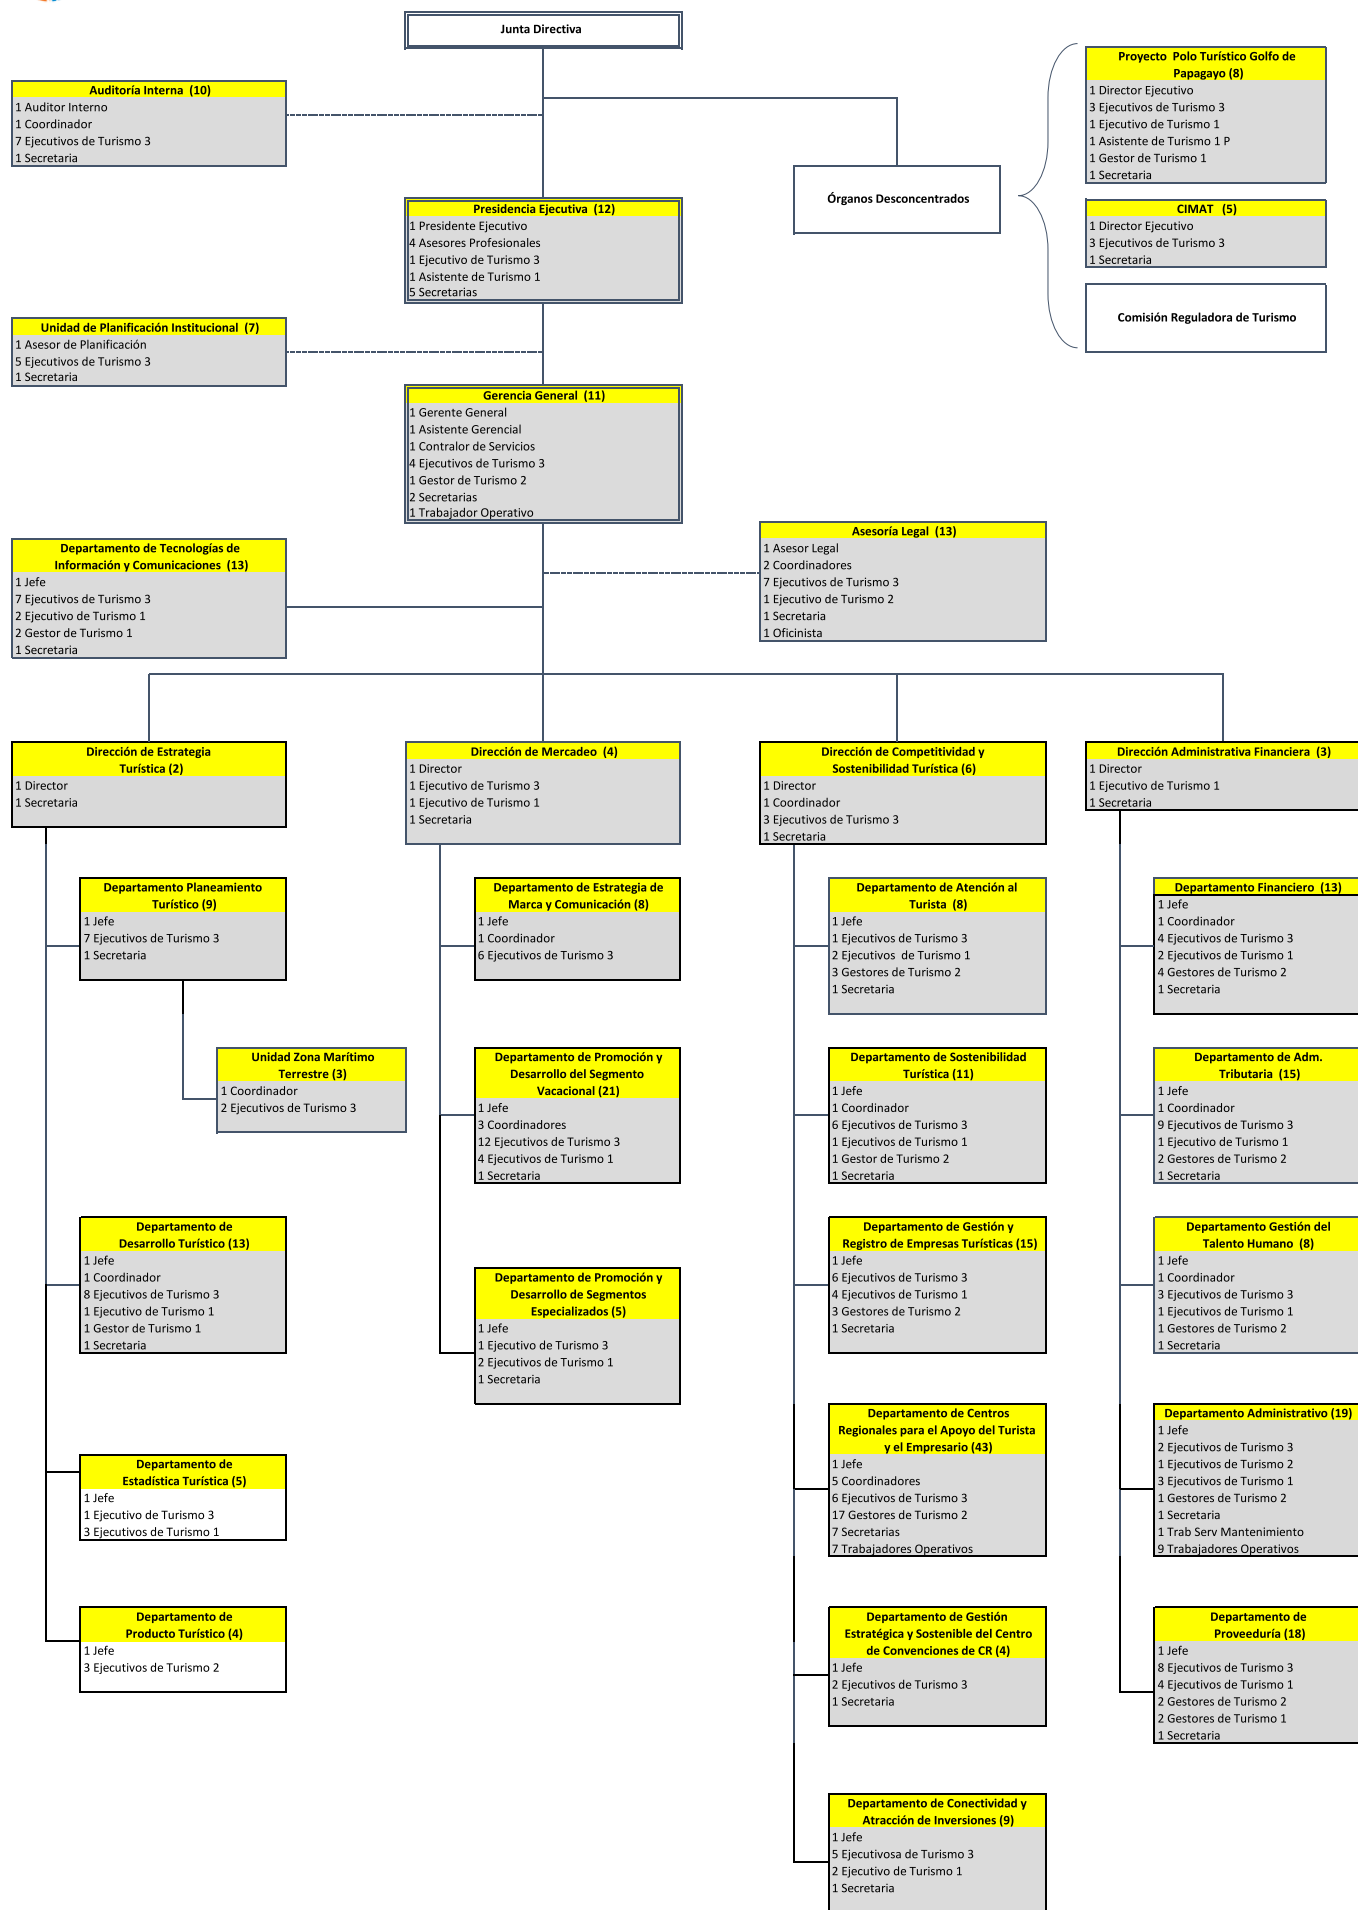 Junta Directiva
Proyecto Polo Turístico Golfo de
Papagayo (8)
1 Director Ejecutivo
3 Ejecutivos de Turismo 3
1 Ejecutivo de Turismo 1
1 Asistente de Turismo 1 P
1 Gestor de Turismo 1
1 Secretaria
Auditoría Interna (10)
1 Auditor Interno
1 Coordinador
7 Ejecutivos de Turismo 3
1 Secretaria
Órganos Desconcentrados
CIMAT (5)
1 Director Ejecutivo
3 Ejecutivos de Turismo 3
1 Secretaria
Comisión Reguladora de Turismo
Presidencia Ejecutiva (12)
1 Presidente Ejecutivo
4 Asesores Profesionales
1 Ejecutivo de Turismo 3
1 Asistente de Turismo 1
5 Secretarias
Unidad de Planificación Institucional (7)
1 Asesor de Planificación
5 Ejecutivos de Turismo 3
1 Secretaria
Gerencia General (11)
1 Gerente General
1 Asistente Gerencial
1 Contralor de Servicios
4 Ejecutivos de Turismo 3
1 Gestor de Turismo 2
2 Secretarias
1 Trabajador Operativo
Departamento de Tecnologías de
Información y Comunicaciones (13)
1 Jefe
7 Ejecutivos de Turismo 3
2 Ejecutivo de Turismo 1
2 Gestor de Turismo 1
1 Secretaria
Asesoría Legal (13)
1 Asesor Legal
2 Coordinadores
7 Ejecutivos de Turismo 3
1 Ejecutivo de Turismo 2
1 Secretaria
1 Oficinista
Dirección de Estrategia
Turística (2)
1 Director
1 Secretaria
Departamento Planeamiento
Turístico (9)
1 Jefe
7 Ejecutivos de Turismo 3
1 Secretaria
Unidad Zona Marítimo
Terrestre (3)
1 Coordinador
2 Ejecutivos de Turismo 3
Departamento de
Desarrollo Turístico (13)
1 Jefe
1 Coordinador
8 Ejecutivos de Turismo 3
1 Ejecutivo de Turismo 1
1 Gestor de Turismo 1
1 Secretaria
Departamento de
Estadística Turística (5)
1 Jefe
1 Ejecutivo de Turismo 3
3 Ejecutivos de Turismo 1
Departamento de
Producto Turístico (4)
1 Jefe
3 Ejecutivos de Turismo 2
Dirección de Mercadeo (4)
1 Director
1 Ejecutivo de Turismo 3
1 Ejecutivo de Turismo 1
1 Secretaria
Departamento de Estrategia de
Marca y Comunicación (8)
1 Jefe
1 Coordinador
6 Ejecutivos de Turismo 3
Departamento de Promoción y
Desarrollo del Segmento
Vacacional (21)
1 Jefe
3 Coordinadores
12 Ejecutivos de Turismo 3
4 Ejecutivos de Turismo 1
1 Secretaria
Departamento de Promoción y
Desarrollo de Segmentos
Especializados (5)
1 Jefe
1 Ejecutivo de Turismo 3
2 Ejecutivos de Turismo 1
1 Secretaria
Dirección de Competitividad y
Sostenibilidad Turística (6)
1 Director
1 Coordinador
3 Ejecutivos de Turismo 3
1 Secretaria
Departamento de Atención al
Turista (8)
1 Jefe
1 Ejecutivos de Turismo 3
2 Ejecutivos de Turismo 1
3 Gestores de Turismo 2
1 Secretaria
Departamento de Sostenibilidad
Turística (11)
1 Jefe
1 Coordinador
6 Ejecutivos de Turismo 3
1 Ejecutivos de Turismo 1
1 Gestor de Turismo 2
1 Secretaria
Departamento de Gestión y
Registro de Empresas Turísticas (15)
1 Jefe
6 Ejecutivos de Turismo 3
4 Ejecutivos de Turismo 1
3 Gestores de Turismo 2
1 Secretaria
Departamento de Centros
Regionales para el Apoyo del Turista
y el Empresario (43)
1 Jefe
5 Coordinadores
6 Ejecutivos de Turismo 3
17 Gestores de Turismo 2
7 Secretarias
7 Trabajadores Operativos
Departamento de Gestión
Estratégica y Sostenible del Centro
de Convenciones de CR (4)
1 Jefe
2 Ejecutivos de Turismo 3
1 Secretaria
Departamento de Conectividad y
Atracción de Inversiones (9)
1 Jefe
5 Ejecutivosa de Turismo 3
2 Ejecutivo de Turismo 1
1 Secretaria
Dirección Administrativa Financiera (3)
1 Director
1 Ejecutivo de Turismo 1
1 Secretaria
Departamento Financiero (13)
1 Jefe
1 Coordinador
4 Ejecutivos de Turismo 3
2 Ejecutivos de Turismo 1
4 Gestores de Turismo 2
1 Secretaria
Departamento de Adm.
Tributaria (15)
1 Jefe
1 Coordinador
9 Ejecutivos de Turismo 3
1 Ejecutivo de Turismo 1
2 Gestores de Turismo 2
1 Secretaria
Departamento Gestión del
Talento Humano (8)
1 Jefe
1 Coordinador
3 Ejecutivos de Turismo 3
1 Ejecutivos de Turismo 1
1 Gestores de Turismo 2
1 Secretaria
Departamento Administrativo (19)
1 Jefe
2 Ejecutivos de Turismo 3
1 Ejecutivos de Turismo 2
3 Ejecutivos de Turismo 1
1 Gestores de Turismo 2
1 Secretaria
1 Trab Serv Mantenimiento
9 Trabajadores Operativos
Departamento de
Proveeduría (18)
1 Jefe
8 Ejecutivos de Turismo 3
4 Ejecutivos de Turismo 1
2 Gestores de Turismo 2
2 Gestores de Turismo 1
1 Secretaria